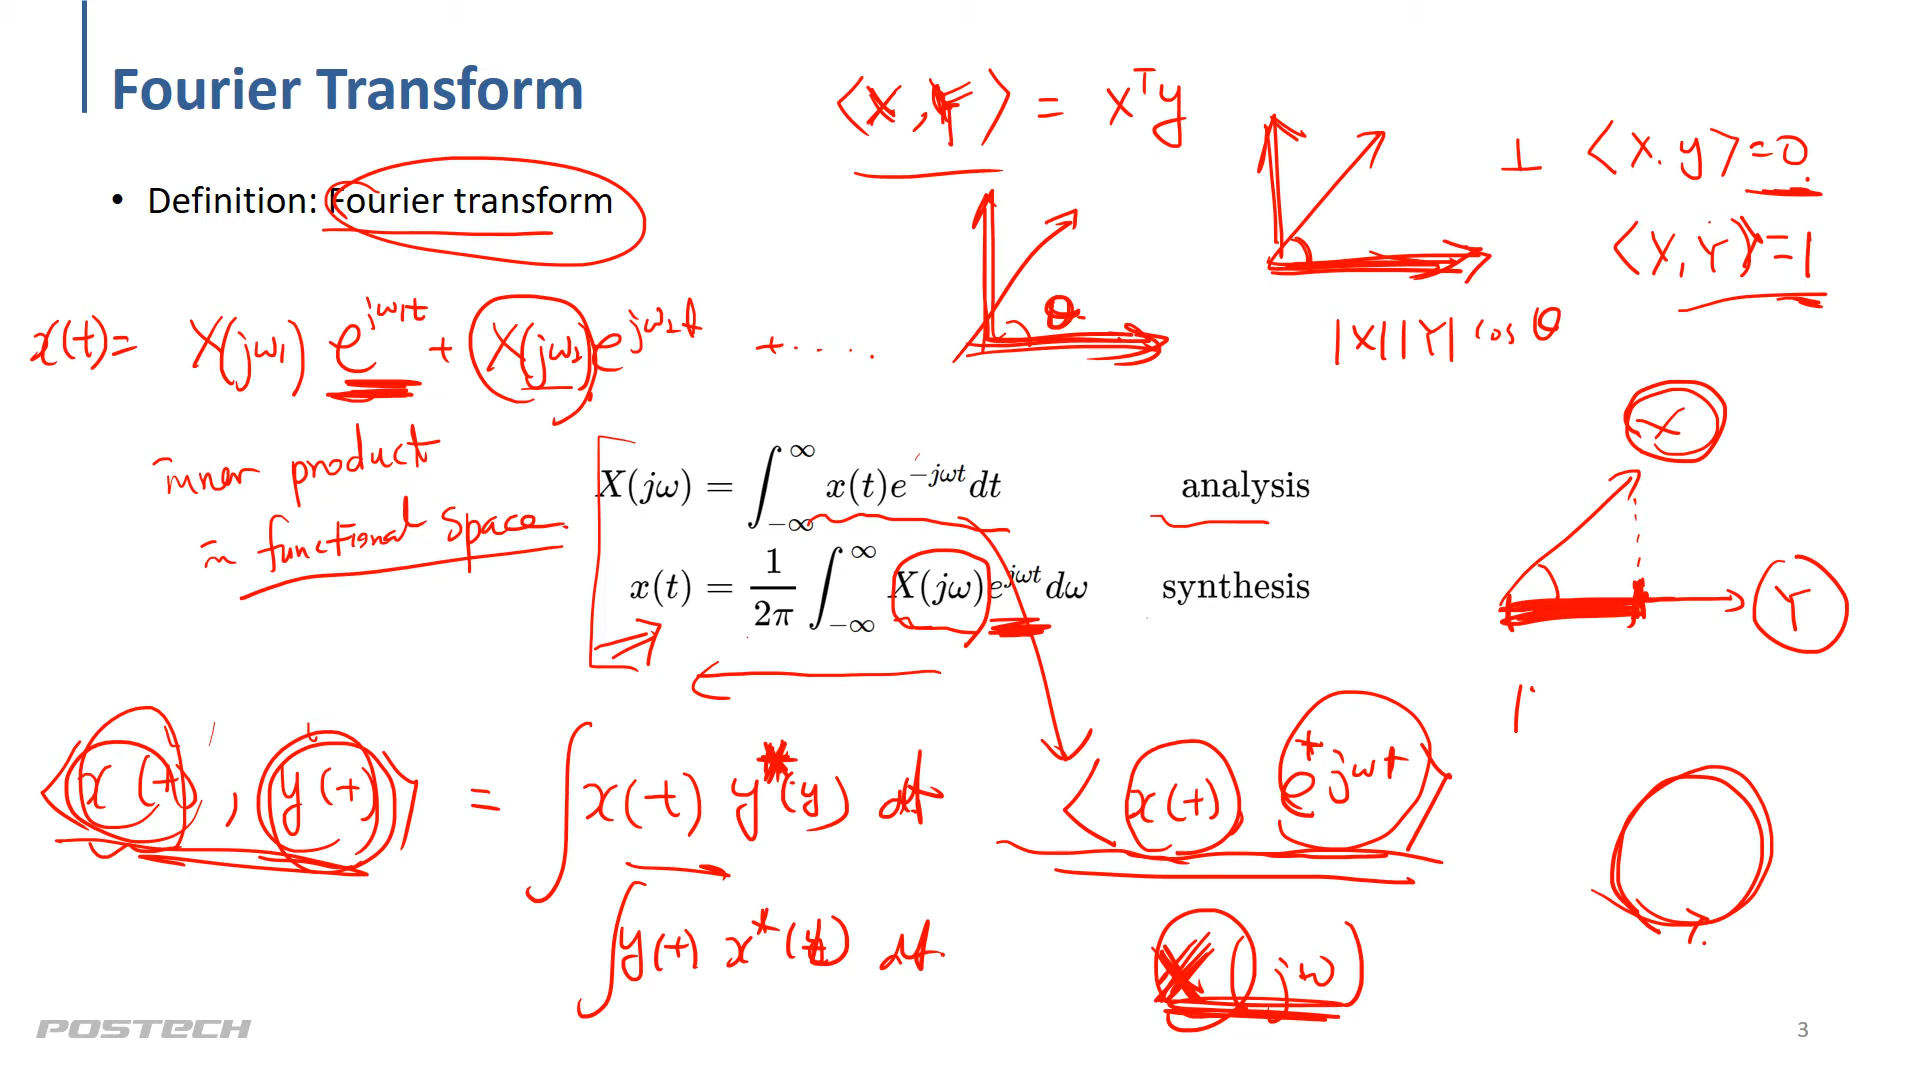 Fourier Transform
⟨X, Y⟩ = xᵀy
⊥ ⟨x. y⟩ = 0
• Definition: Fourier transform
⟨X, Y⟩ = 1
θ
|X||Y| cos θ
x(t) = X(jω₁) e^{jω₁t} + X(jω₂) e^{jω₂t} + .....
X
inner product
in functional space
X(jω) = ∫_{-∞}^{∞} x(t)e^{-jωt} dt analysis
x(t) = 1/2π ∫_{-∞}^{∞} X(jω)e^{jωt} dω synthesis
Y
⟨x(t), y(t)⟩ = ∫ x(t) y*(y) dt
⟨x(t) e^{+jωt}⟩
∫ y(t) x*(t) dt
X(jω)
POSTECH
3